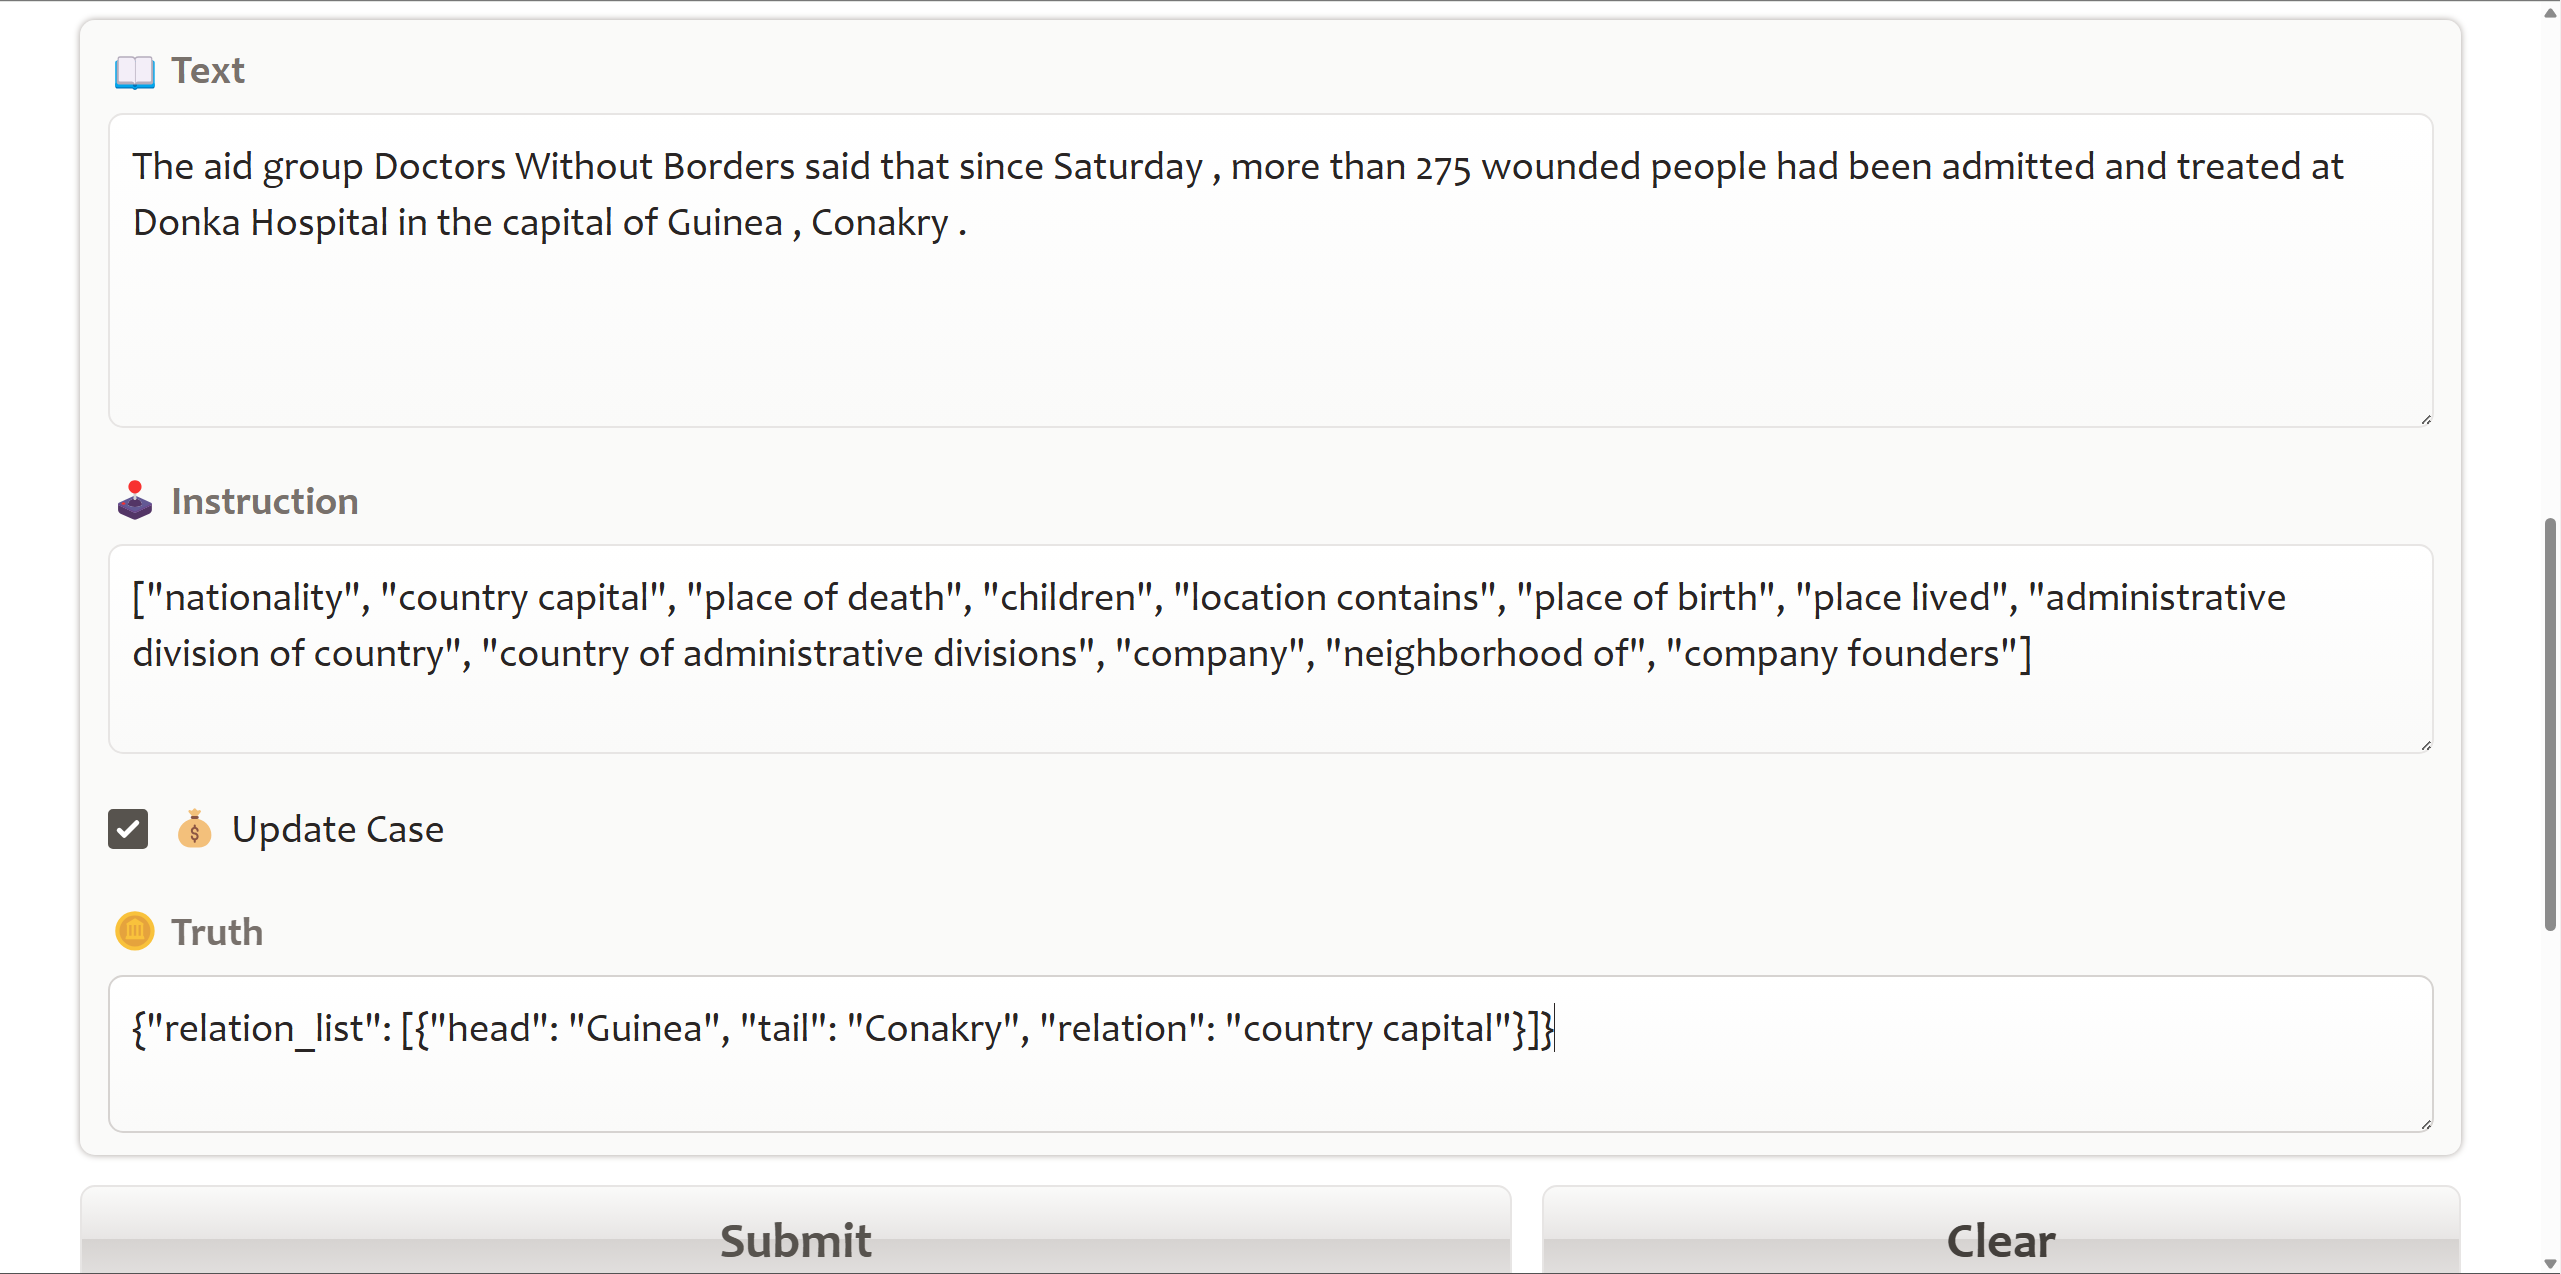 Text
The aid group Doctors Without Borders said that since Saturday , more than 275 wounded people had been admitted and treated at
Donka Hospital in the capital of Guinea , Conakry .
Instruction
["nationality", "country capital", "place of death", "children", "location contains", "place of birth", "place lived", "administrative
division of country", "country of administrative divisions", "company", "neighborhood of", "company founders"]
Update Case
Truth
{"relation_list": [{"head": "Guinea", "tail": "Conakry", "relation": "country capital"}]}
Submit
Clear